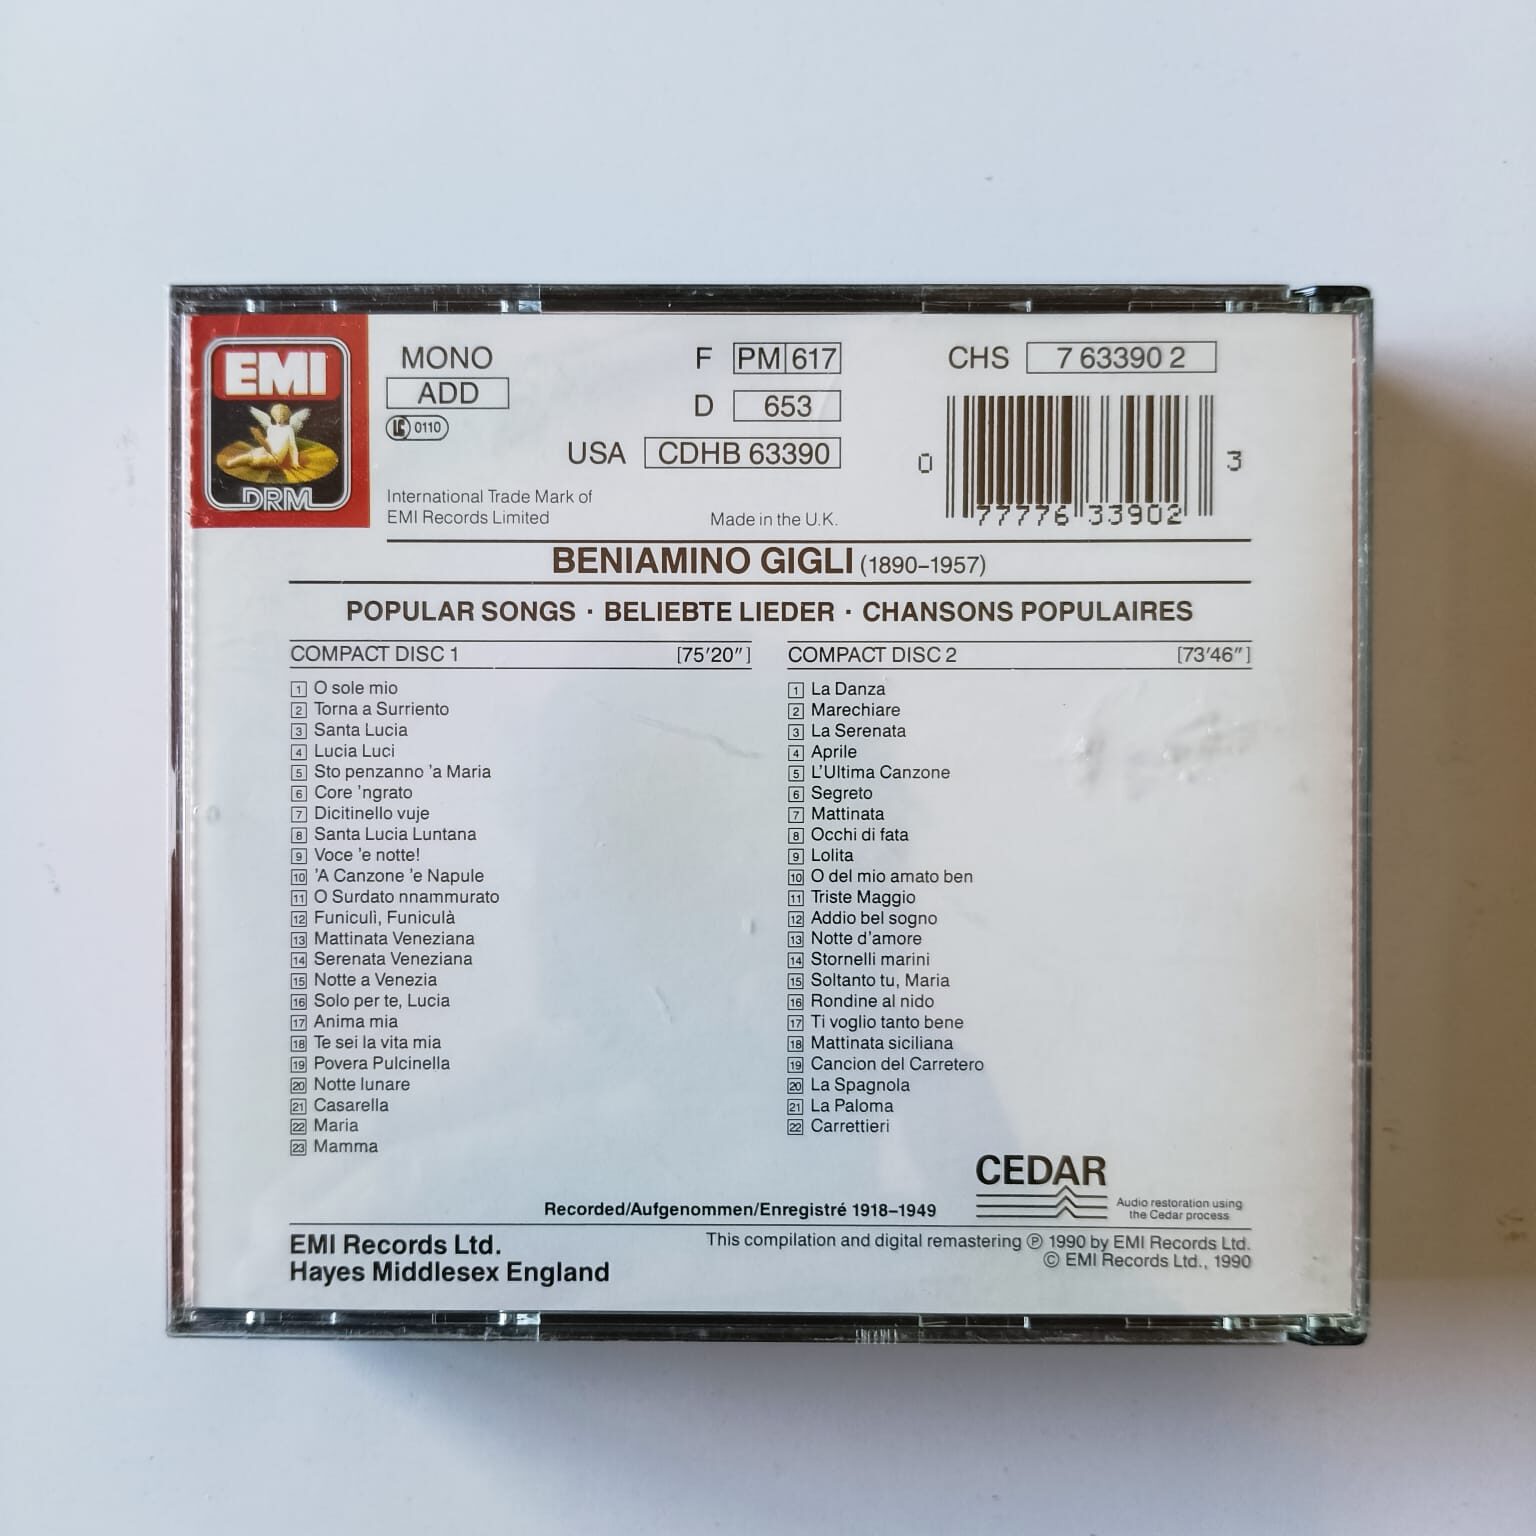 EMI
DRM
MONO
ADD
LC 0110
International Trade Mark of
EMI Records Limited
F PM 617
D 653
USA CDHB 63390
Made in the U.K.
CHS 7 63390 2
0 77776 33902 3
BENIAMINO GIGLI (1890–1957)
POPULAR SONGS · BELIEBTE LIEDER · CHANSONS POPULAIRES
COMPACT DISC 1 [75′20″]
1 O sole mio
2 Torna a Surriento
3 Santa Lucia
4 Lucia Luci
5 Sto penzanno 'a Maria
6 Core 'ngrato
7 Dicitinello vuje
8 Santa Lucia Luntana
9 Voce 'e notte!
10 'A Canzone 'e Napule
11 O Surdato nnammurato
12 Funiculì, Funiculà
13 Mattinata Veneziana
14 Serenata Veneziana
15 Notte a Venezia
16 Solo per te, Lucia
17 Anima mia
18 Te sei la vita mia
19 Povera Pulcinella
20 Notte lunare
21 Casarella
22 Maria
23 Mamma
COMPACT DISC 2 [73′46″]
1 La Danza
2 Marechiare
3 La Serenata
4 Aprile
5 L'Ultima Canzone
6 Segreto
7 Mattinata
8 Occhi di fata
9 Lolita
10 O del mio amato ben
11 Triste Maggio
12 Addio bel sogno
13 Notte d'amore
14 Stornelli marini
15 Soltanto tu, Maria
16 Rondine al nido
17 Ti voglio tanto bene
18 Mattinata siciliana
19 Cancion del Carretero
20 La Spagnola
21 La Paloma
22 Carrettieri
CEDAR
Audio restoration using
the Cedar process
Recorded/Aufgenommen/Enregistré 1918–1949
EMI Records Ltd.
Hayes Middlesex England
This compilation and digital remastering ℗ 1990 by EMI Records Ltd.
© EMI Records Ltd., 1990